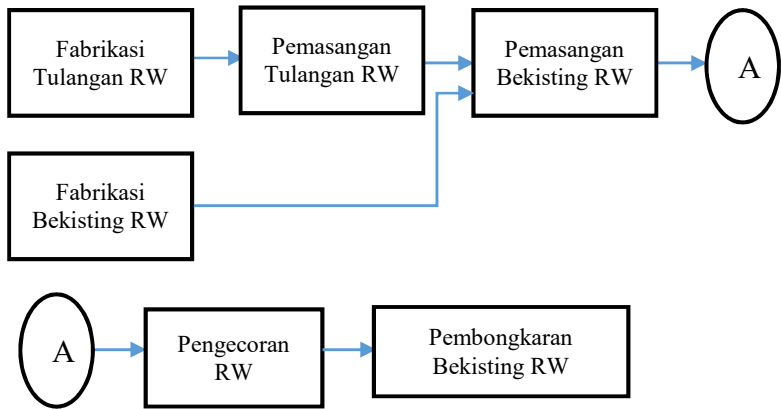 Fabrikasi
Tulangan RW
Pemasangan
Tulangan RW
Pemasangan
Bekisting RW
A
Fabrikasi
Bekisting RW
A
Pengecoran
RW
Pembongkaran
Bekisting RW